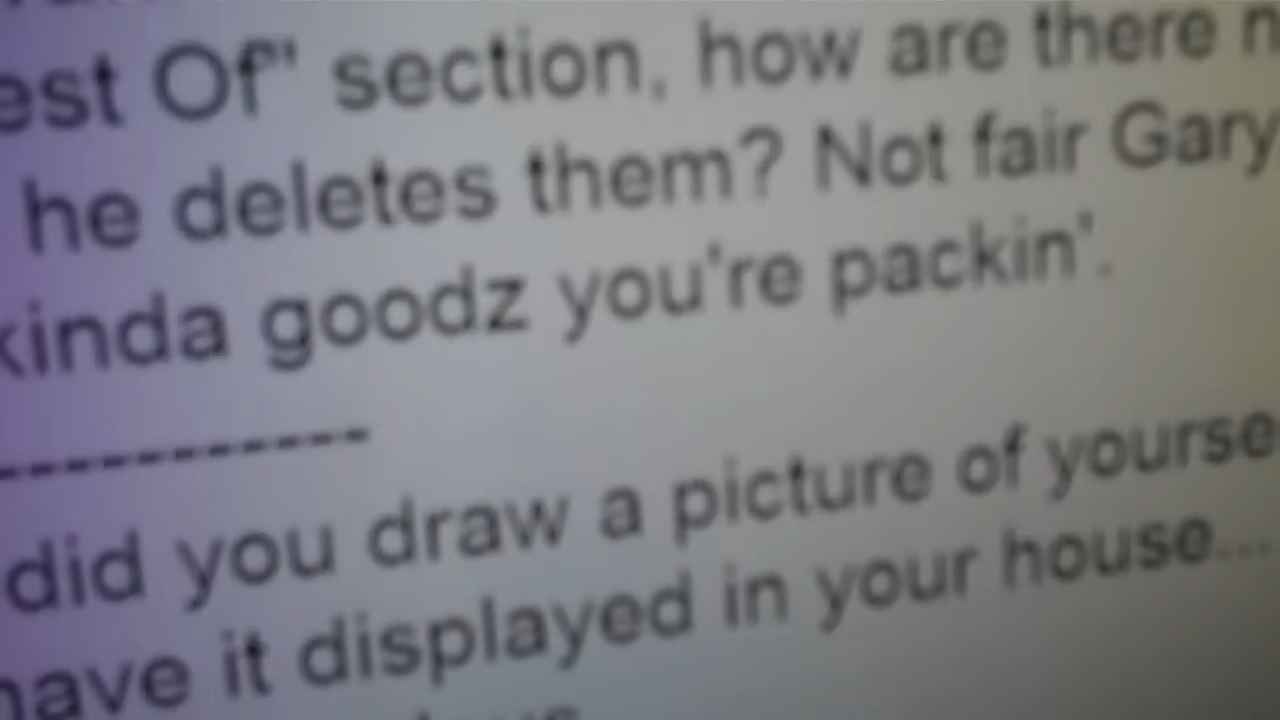 est Of" section, how are there n
he deletes them? Not fair Gary
kinda goodz you're packin'.
------------
did you draw a picture of yourse
have it displayed in your house...